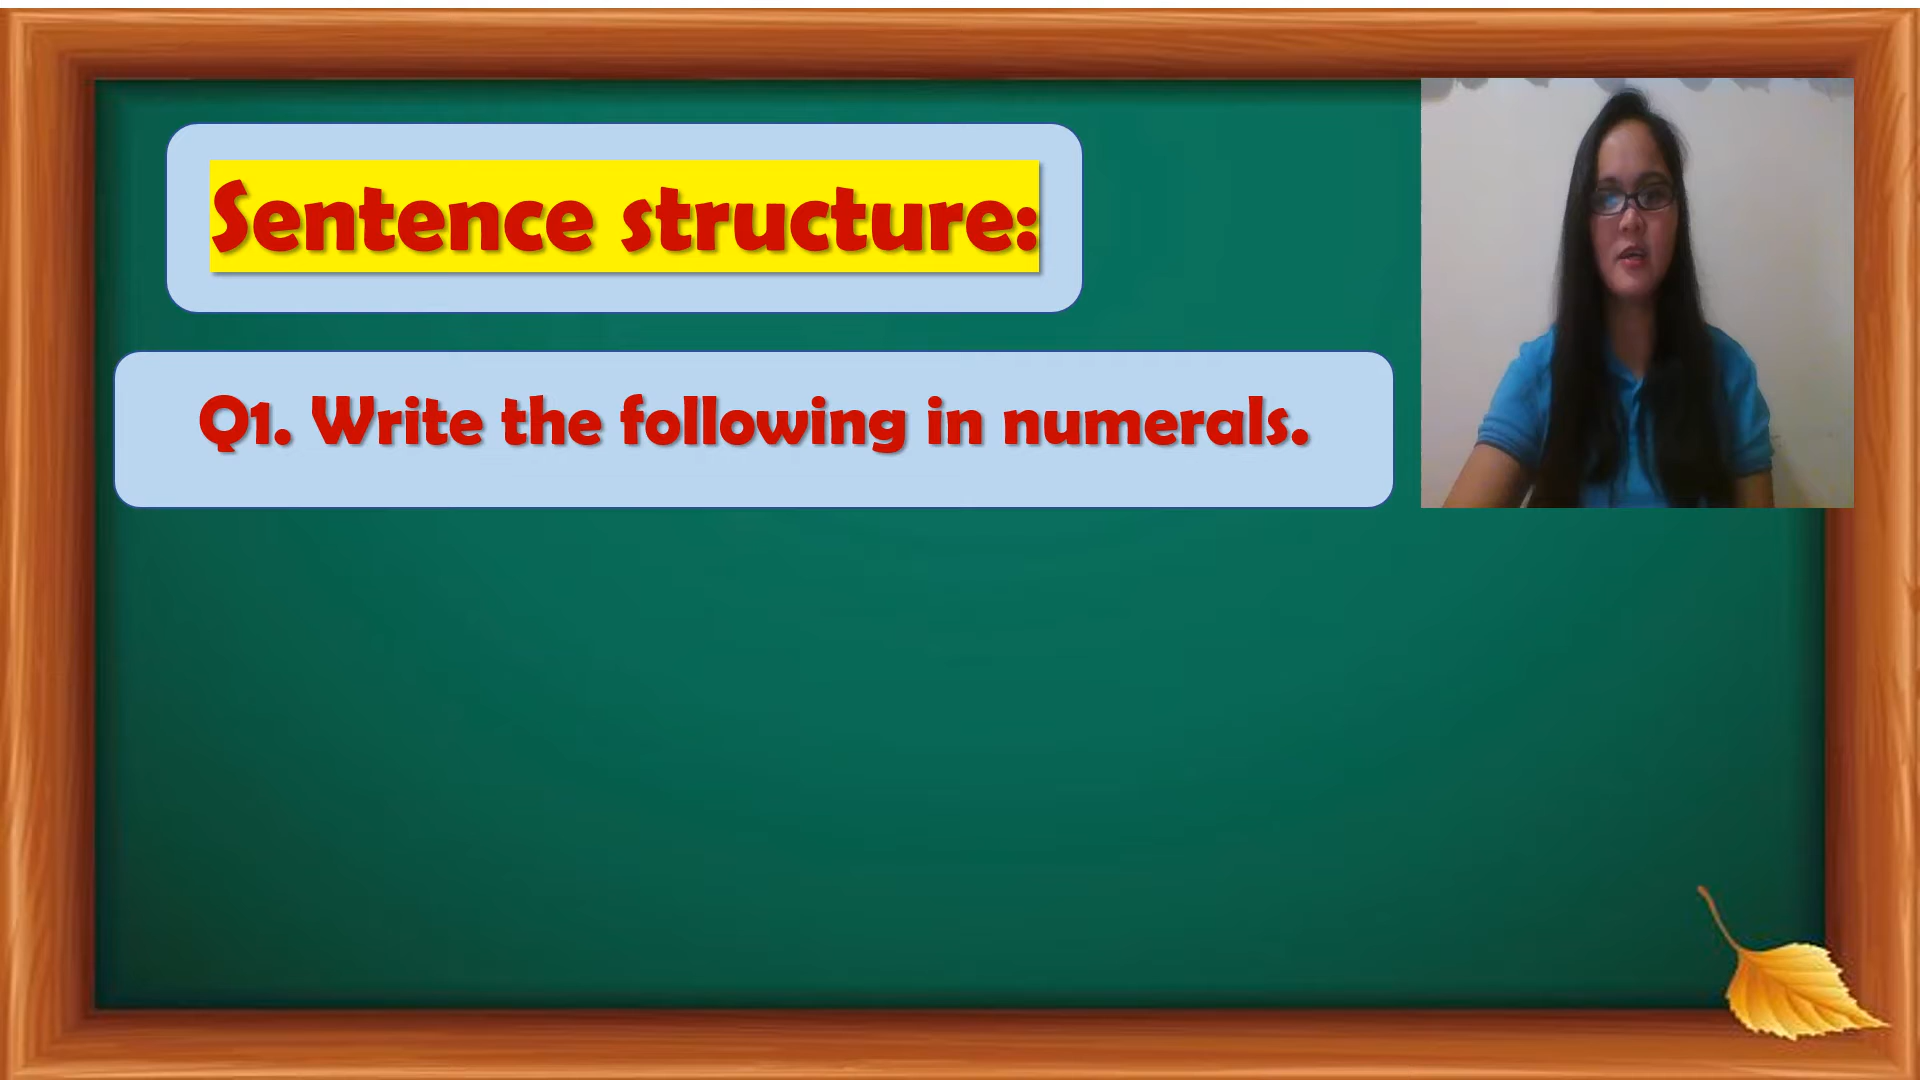 Sentence structure:
Q1. Write the following in numerals.